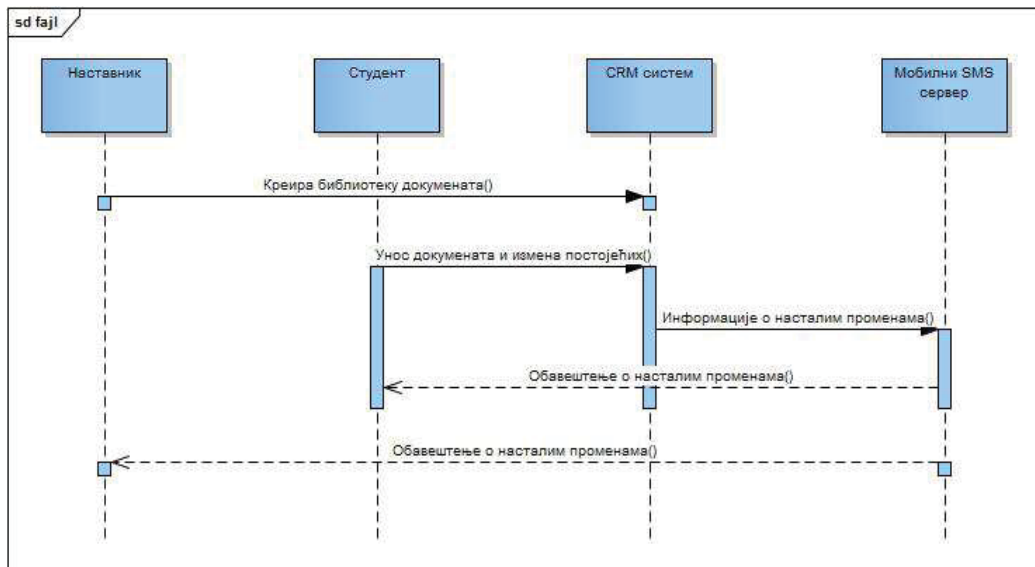 sd fajl
Наставник
Студент
CRM систем
Мобилни SMS
сервер
Креира библиотеку докумената()
Унос докумената и измена постојећих()
Информације о насталим променама()
Обавештење о насталим променама()
Обавештење о насталим променама()